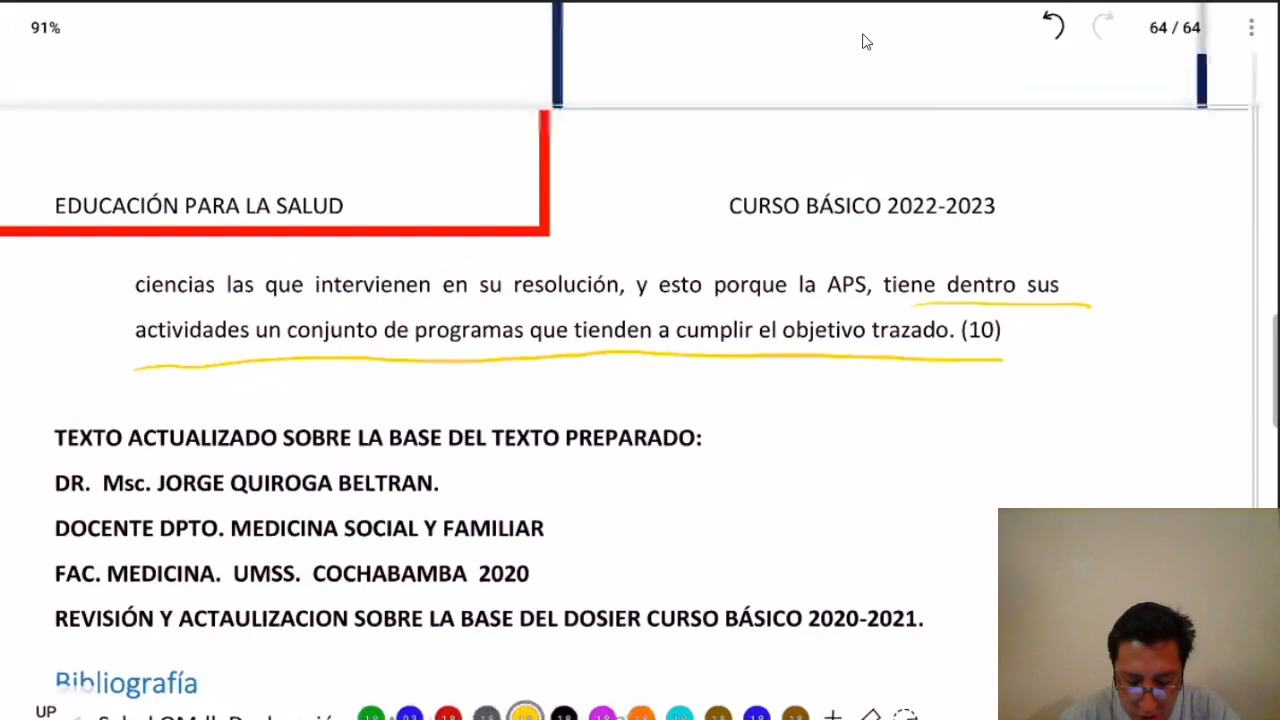 91%
64 / 64
EDUCACIÓN PARA LA SALUD
CURSO BÁSICO 2022-2023
ciencias las que intervienen en su resolución, y esto porque la APS, tiene dentro sus
actividades un conjunto de programas que tienden a cumplir el objetivo trazado. (10)
TEXTO ACTUALIZADO SOBRE LA BASE DEL TEXTO PREPARADO:
DR. Msc. JORGE QUIROGA BELTRAN.
DOCENTE DPTO. MEDICINA SOCIAL Y FAMILIAR
FAC. MEDICINA. UMSS. COCHABAMBA 2020
REVISIÓN Y ACTAULIZACION SOBRE LA BASE DEL DOSIER CURSO BÁSICO 2020-2021.
Bibliografía
UP